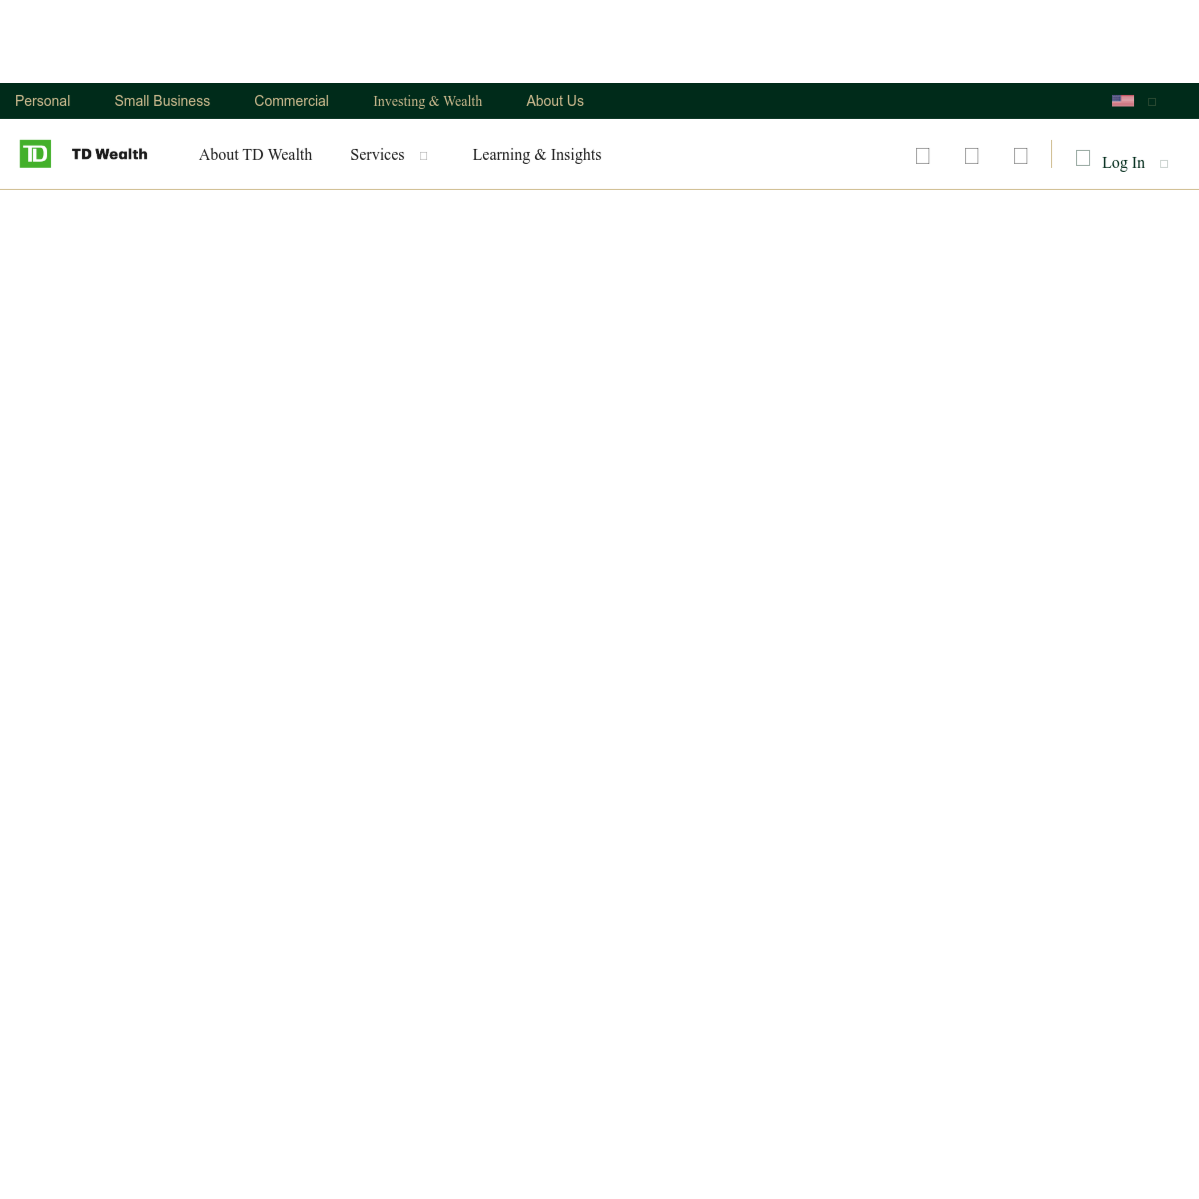 Personal Small Business Commercial Investing & Wealth About Us
TD TD Wealth About TD Wealth Services Learning & Insights Log In